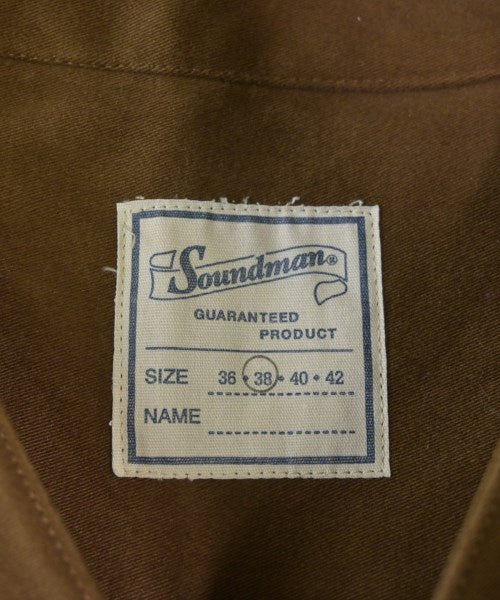 Soundman®
GUARANTEED
PRODUCT
SIZE 36 • 38 • 40 • 42
NAME